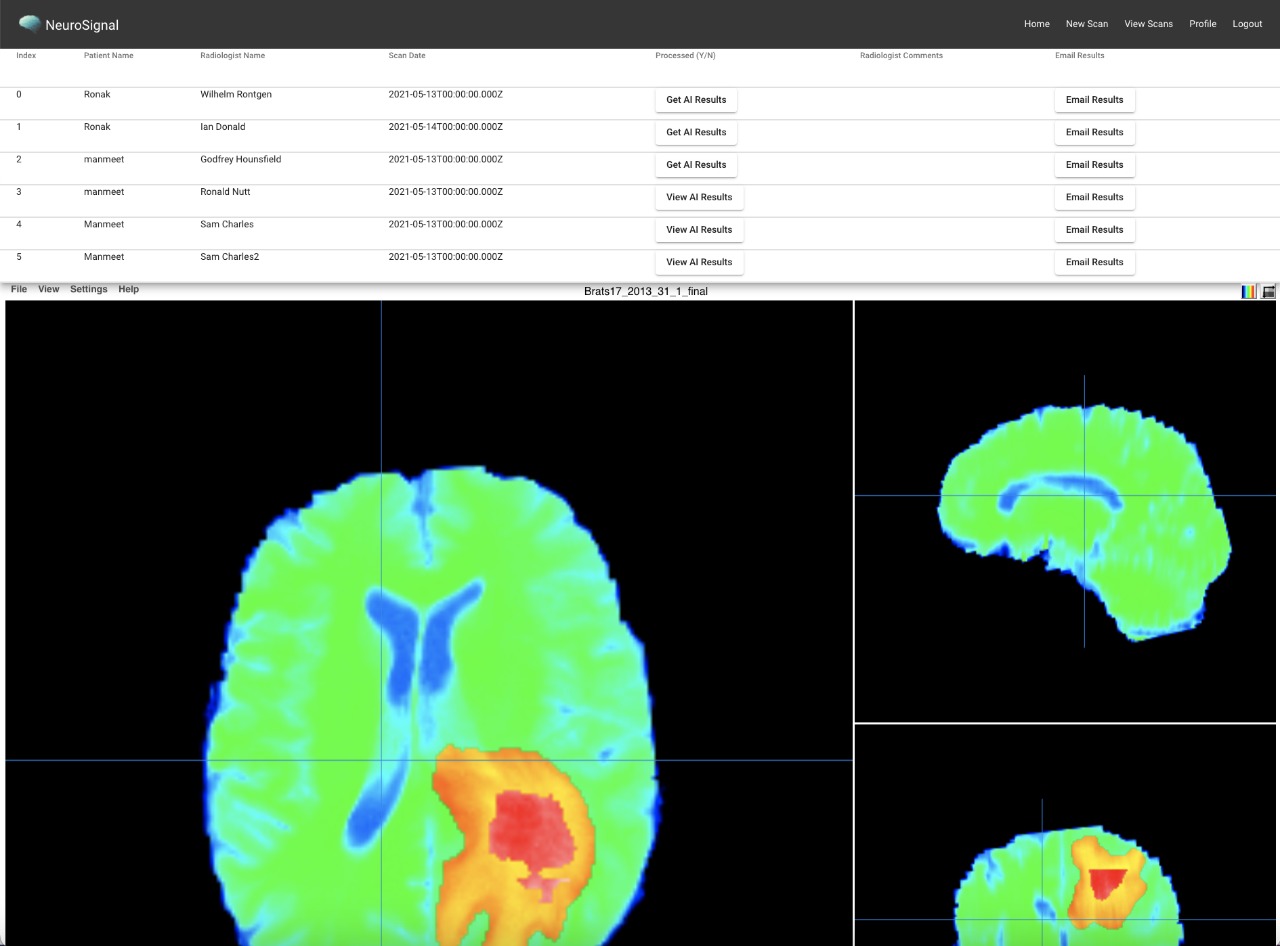 NeuroSignal Home New Scan View Scans Profile Logout
Index Patient Name Radiologist Name Scan Date Processed (Y/N) Radiologist Comments Email Results
0 Ronak Wilhelm Rontgen 2021-05-13T00:00:00.000Z Get AI Results Email Results
1 Ronak Ian Donald 2021-05-14T00:00:00.000Z Get AI Results Email Results
2 manmeet Godfrey Hounsfield 2021-05-13T00:00:00.000Z Get AI Results Email Results
3 manmeet Ronald Nutt 2021-05-13T00:00:00.000Z View AI Results Email Results
4 Manmeet Sam Charles 2021-05-13T00:00:00.000Z View AI Results Email Results
5 Manmeet Sam Charles2 2021-05-13T00:00:00.000Z View AI Results Email Results
File View Settings Help Brats17_2013_31_1_final